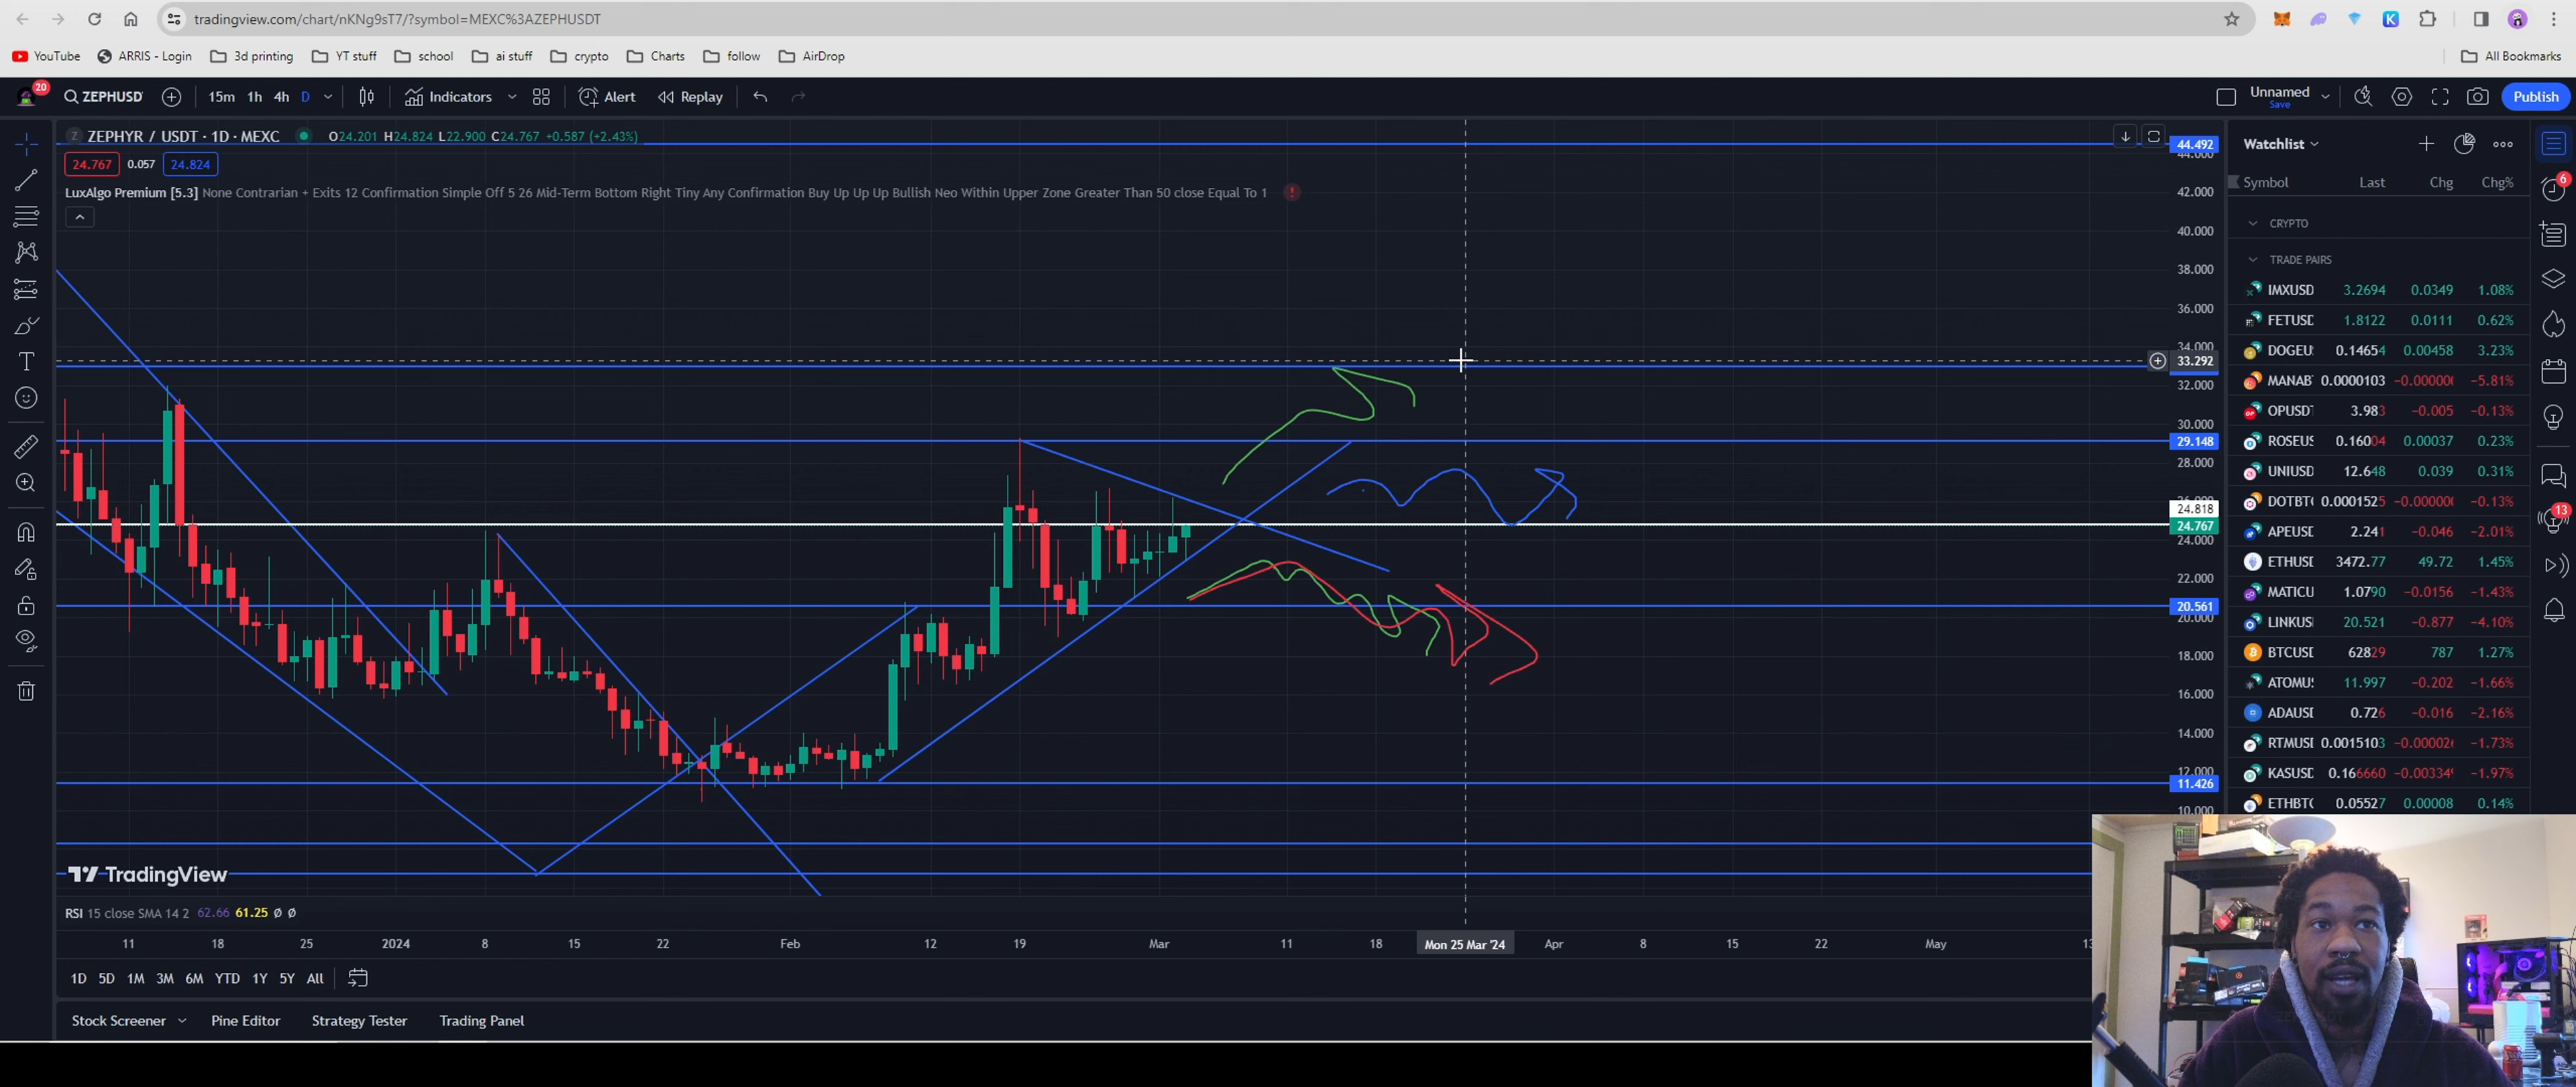 tradingview.com/chart/nKNg9sT7/?symbol=MEXC%3AZEPHUSDT
YouTube ARRIS - Login 3d printing YT stuff school ai stuff crypto Charts follow AirDrop All Bookmarks
20 ZEPHUSD 15m 1h 4h D Indicators Alert Replay Unnamed Save Publish
ZEPHYR / USDT · 1D · MEXC O24.201 H24.824 L22.900 C24.767 +0.587 (+2.43%)
24.767 0.057 24.824
LuxAlgo Premium [5.3] None Contrarian + Exits 12 Confirmation Simple Off 5 26 Mid-Term Bottom Right Tiny Any Confirmation Buy Up Up Up Bullish Neo Within Upper Zone Greater Than 50 close Equal To 1
44.492
44.000
42.000
40.000
38.000
36.000
34.000
33.292
32.000
30.000
29.148
28.000
26.000
24.818
24.767
24.000
22.000
20.561
20.000
18.000
16.000
14.000
12.000
11.426
10.000
TradingView
RSI 15 close SMA 14 2 62.66 61.25 Ø Ø
11 18 25 2024 8 15 22 Feb 12 19 Mar 11 18 Mon 25 Mar '24 Apr 8 15 22 May 13
1D 5D 1M 3M 6M YTD 1Y 5Y All
Stock Screener Pine Editor Strategy Tester Trading Panel
Watchlist
Symbol Last Chg Chg%
CRYPTO
TRADE PAIRS
IMXUSD 3.2694 0.0349 1.08%
FETUSD 1.8122 0.0111 0.62%
DOGEU 0.14654 0.00458 3.23%
MANAB 0.0000103 -0.000000 -5.81%
OPUSD 3.983 -0.005 -0.13%
ROSEUS 0.16004 0.00037 0.23%
UNIUSD 12.648 0.039 0.31%
DOTBT 0.0001525 -0.000000 -0.13%
APEUSD 2.241 -0.046 -2.01%
ETHUSD 3472.77 49.72 1.45%
MATICU 1.0790 -0.0156 -1.43%
LINKUS 20.521 -0.877 -4.10%
BTCUSD 62829 787 1.27%
ATOMU 11.997 -0.202 -1.66%
ADAUSD 0.726 -0.016 -2.16%
RTMUSD 0.0015103 -0.00002 -1.73%
KASUSD 0.166660 -0.00334 -1.97%
ETHBT 0.05527 0.00008 0.14%
6
13